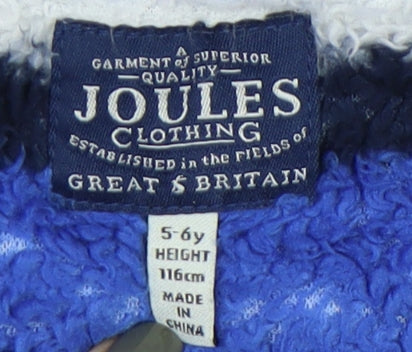 A
GARMENT of SUPERIOR
QUALITY
JOULES
CLOTHING
ESTABLISHED in the FIELDS of
GREAT BRITAIN
5-6y
HEIGHT
116cm
MADE
IN
CHINA